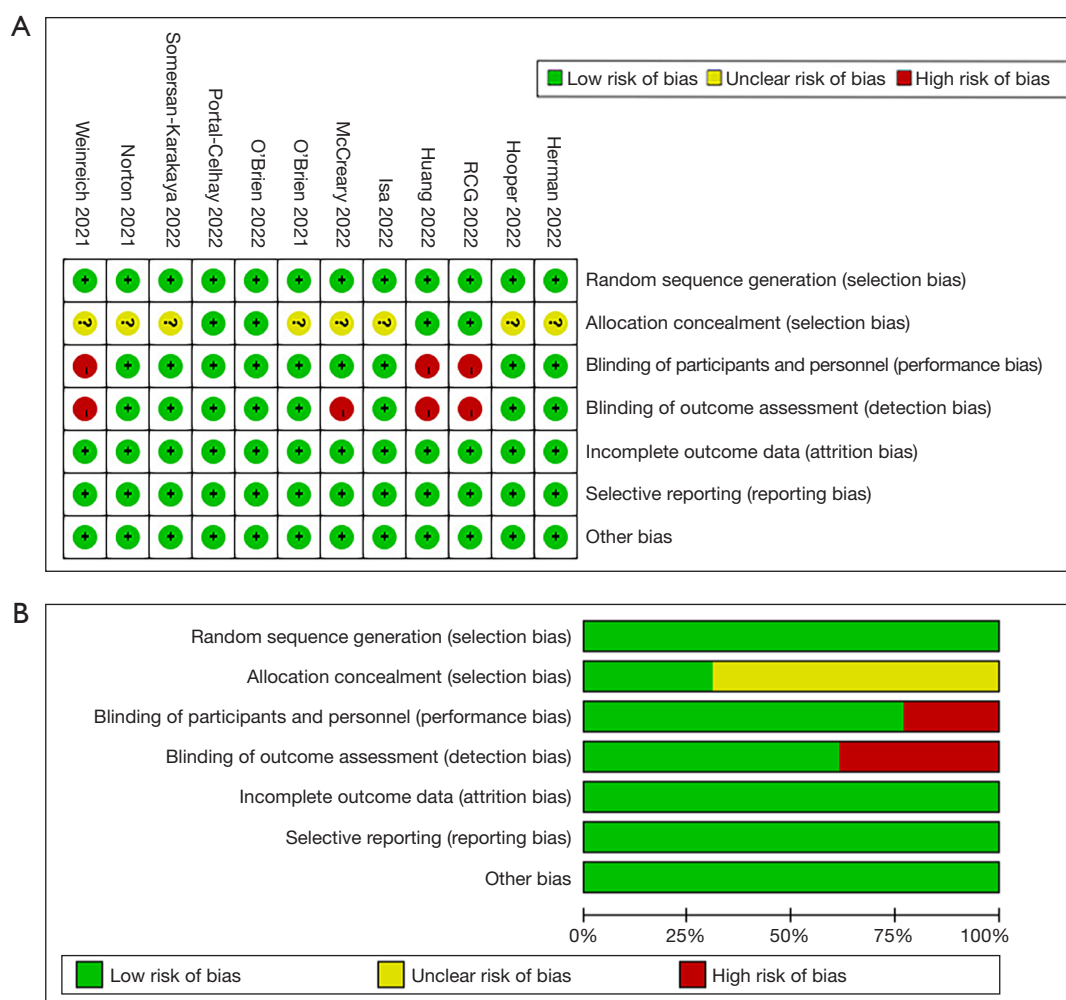 A
Low risk of bias
Unclear risk of bias
High risk of bias
Weinreich 2021
Norton 2021
Somersan-Karakaya 2022
Portal-Celhay 2022
O'Brien 2022
O'Brien 2021
McCreary 2022
Isa 2022
Huang 2022
RCG 2022
Hooper 2022
Herman 2022
+ + + + + + + + + + + + Random sequence generation (selection bias)
? ? ? + + ? ? ? + + ? ? Allocation concealment (selection bias)
- + + + + + + + - - + + Blinding of participants and personnel (performance bias)
- + + + + + - + - - + + Blinding of outcome assessment (detection bias)
+ + + + + + + + + + + + Incomplete outcome data (attrition bias)
+ + + + + + + + + + + + Selective reporting (reporting bias)
+ + + + + + + + + + + + Other bias
B
Random sequence generation (selection bias)
Allocation concealment (selection bias)
Blinding of participants and personnel (performance bias)
Blinding of outcome assessment (detection bias)
Incomplete outcome data (attrition bias)
Selective reporting (reporting bias)
Other bias
0% 25% 50% 75% 100%
Low risk of bias
Unclear risk of bias
High risk of bias